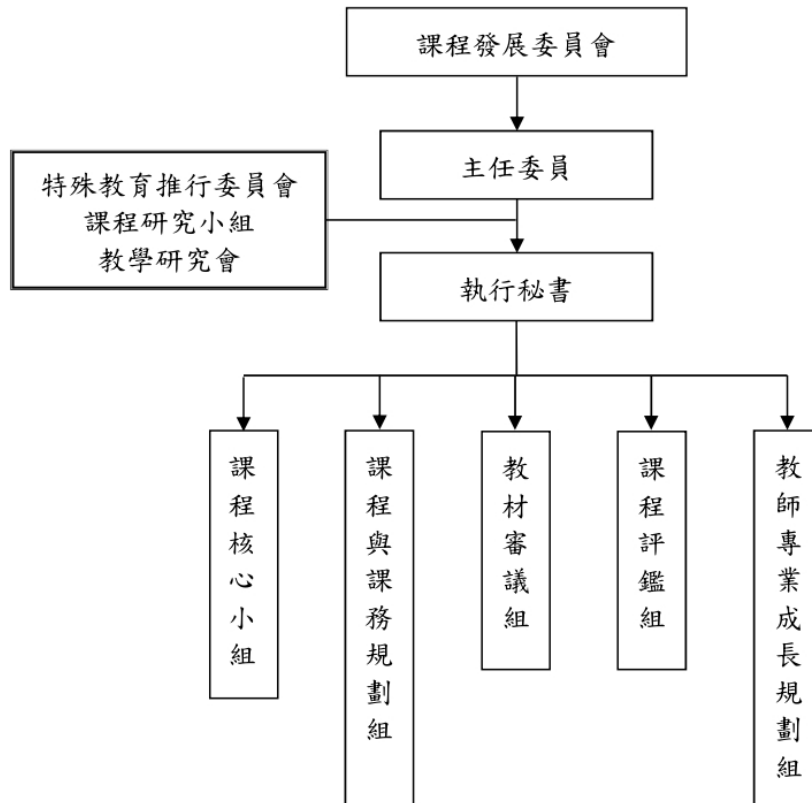 課程發展委員會
主任委員
特殊教育推行委員會
課程研究小組
教學研究會
執行秘書
課程核心小組
課程與課務規劃組
教材審議組
課程評鑑組
教師專業成長規劃組